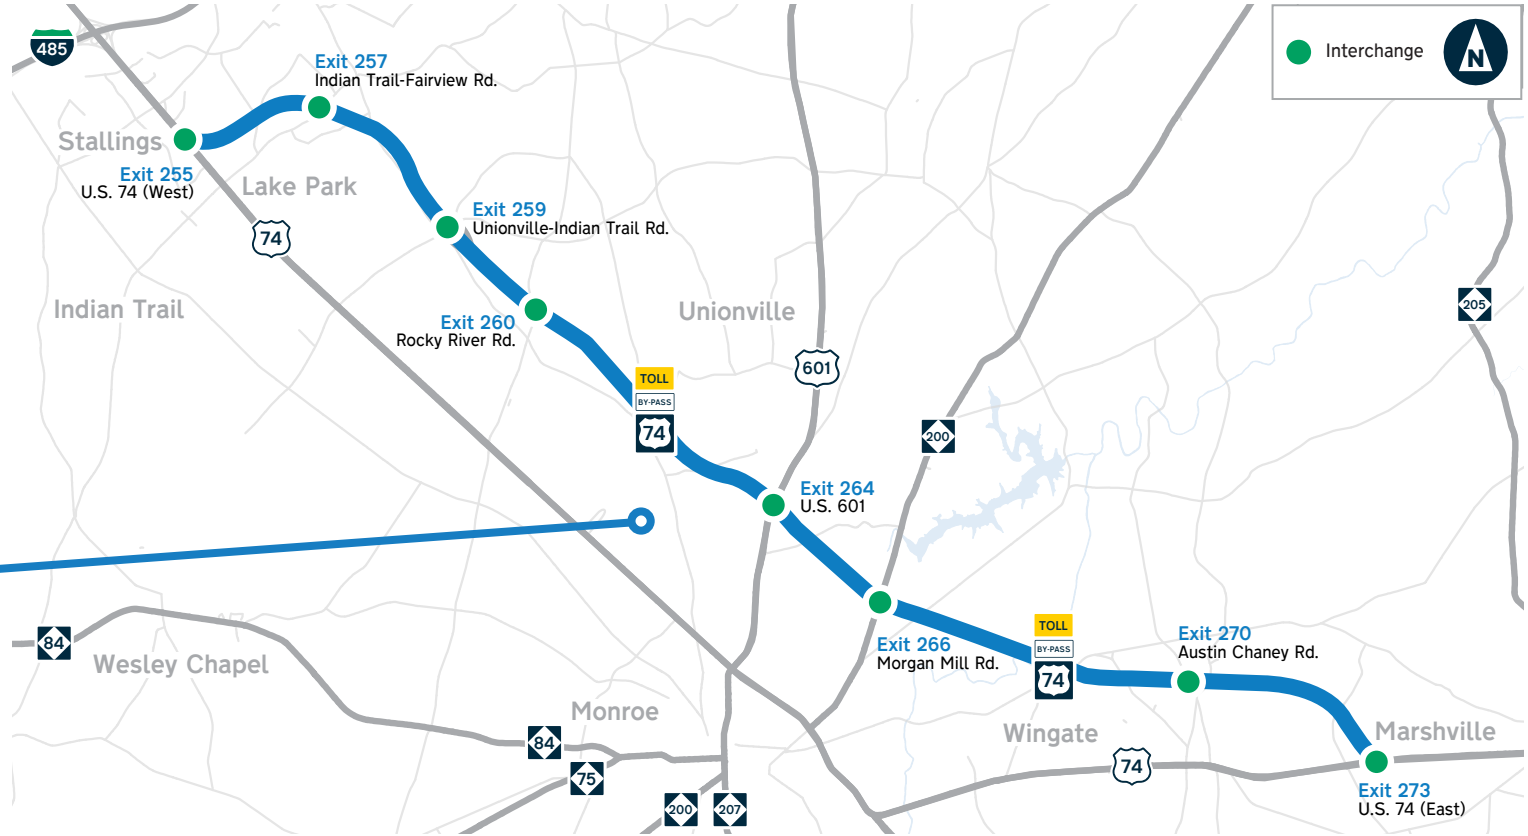 485
Exit 257
Indian Trail-Fairview Rd.
Interchange
N
Stallings
Exit 255
U.S. 74 (West)
Lake Park
Exit 259
Unionville-Indian Trail Rd.
74
Indian Trail
Exit 260
Rocky River Rd.
Unionville
205
601
TOLL
BY-PASS
74
200
Exit 264
U.S. 601
84
Wesley Chapel
Exit 266
Morgan Mill Rd.
TOLL
BY-PASS
74
Exit 270
Austin Chaney Rd.
Monroe
84
75
200
207
Wingate
74
Marshville
Exit 273
U.S. 74 (East)